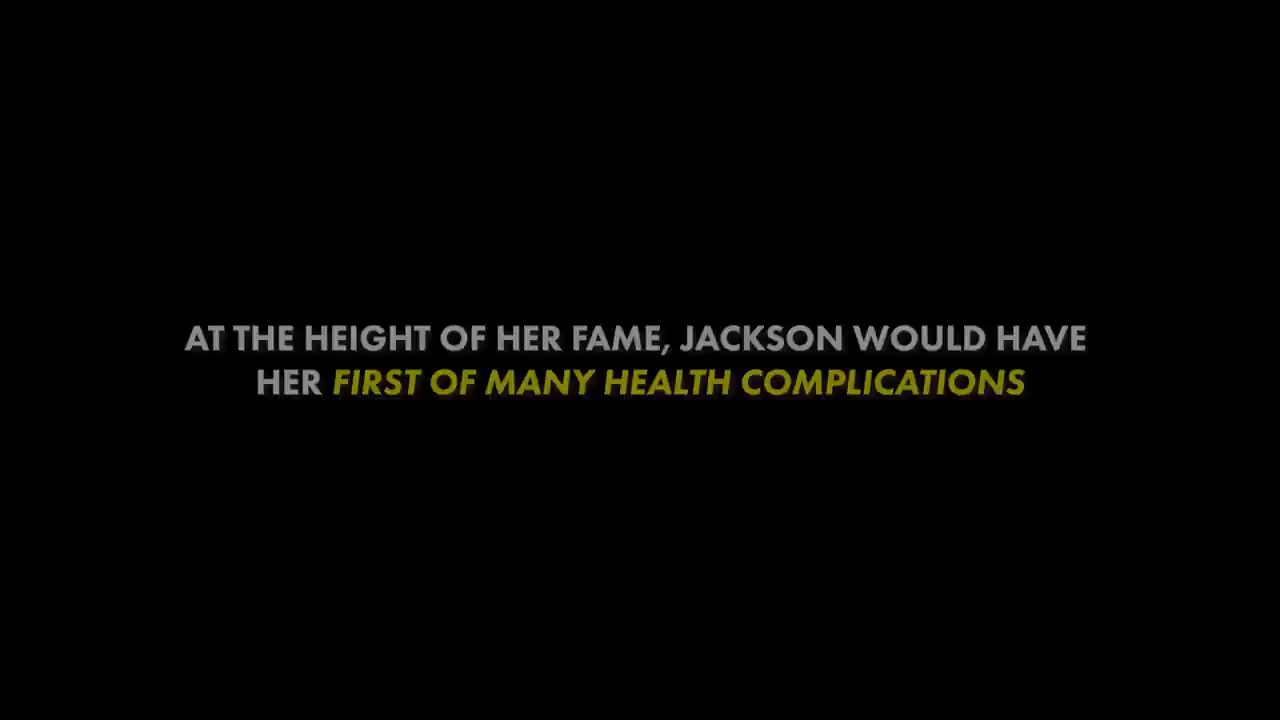 AT THE HEIGHT OF HER FAME, JACKSON WOULD HAVE
HER FIRST OF MANY HEALTH COMPLICATIONS